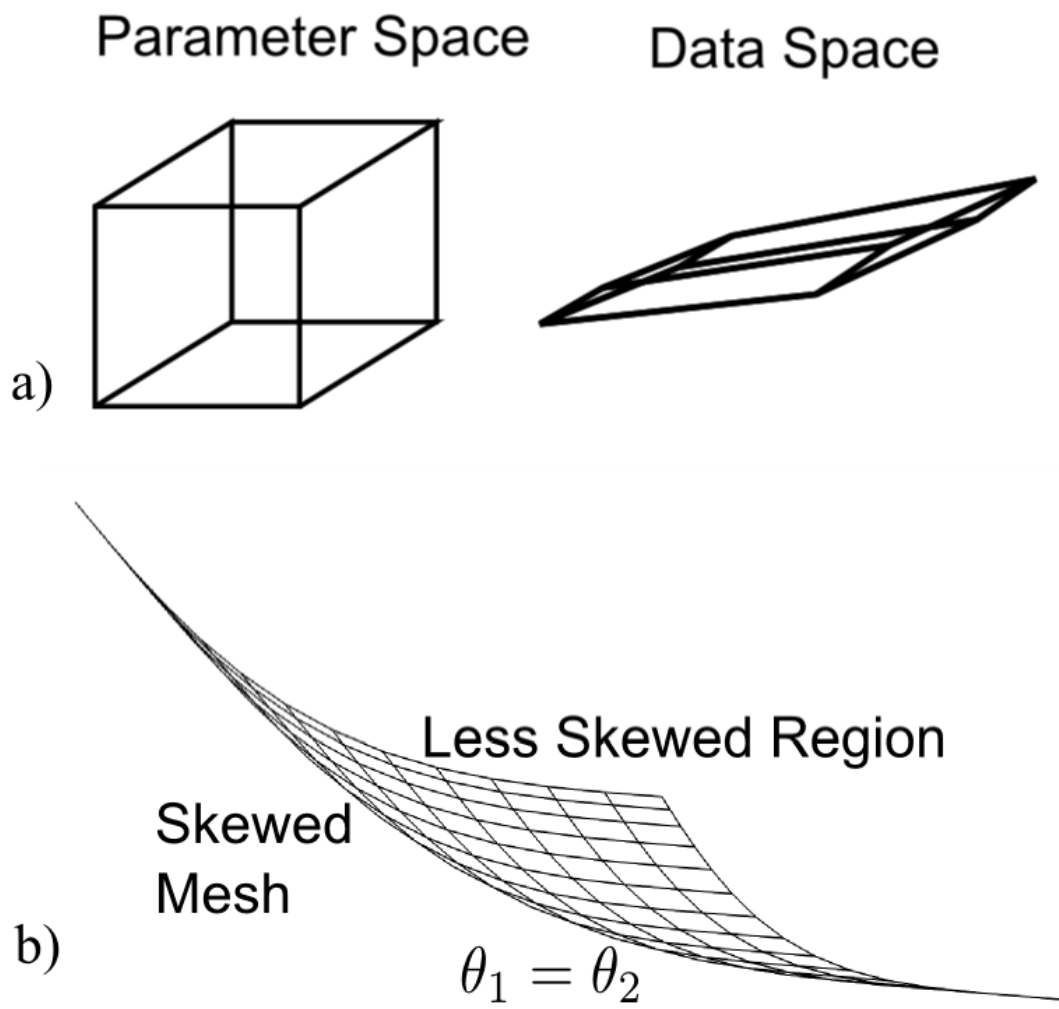 Parameter Space
Data Space
a)
Less Skewed Region
Skewed
Mesh
b)
θ₁ = θ₂